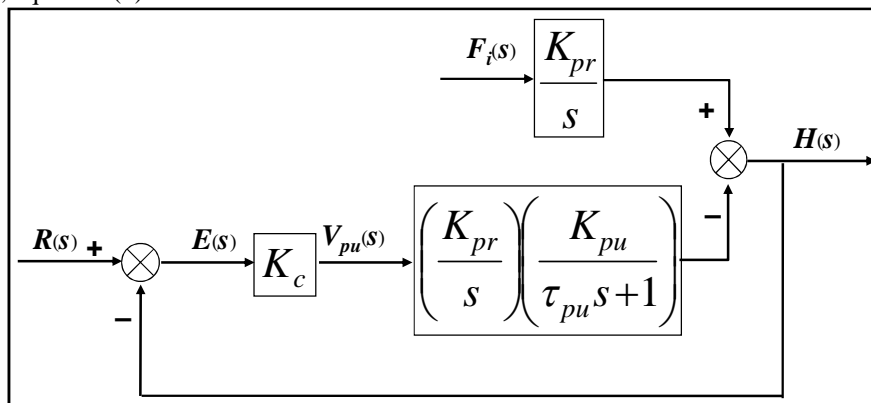 F_i(s)
K_pr / s
+
H(s)
−
R(s) +
E(s)
K_c
V_pu(s)
(K_pr / s)(K_pu / τ_pu s+1)
−